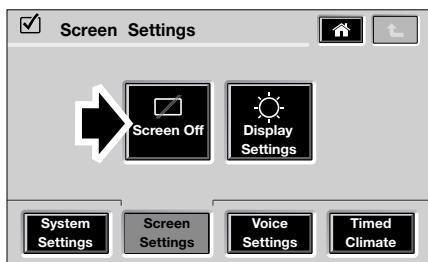 Screen Settings
Screen Off
Display
Settings
System
Settings
Screen
Settings
Voice
Settings
Timed
Climate